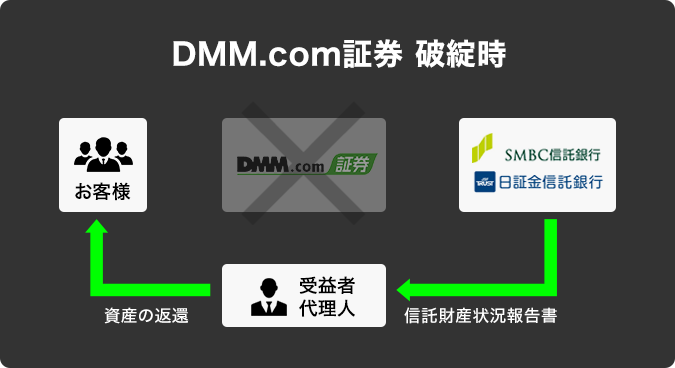 DMM.com証券 破綻時
お客様
DMM.com 証券
SMBC信託銀行
TRUST 日証金信託銀行
受益者
代理人
資産の返還
信託財産状況報告書